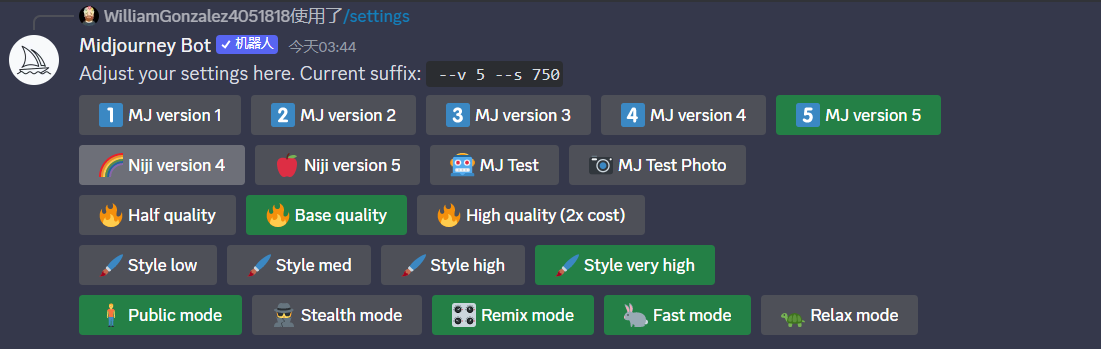 WilliamGonzalez4051818使用了/settings
Midjourney Bot ✓ 机器人 今天03:44
Adjust your settings here. Current suffix: --v 5 --s 750
1 MJ version 1 2 MJ version 2 3 MJ version 3 4 MJ version 4 5 MJ version 5
Niji version 4 Niji version 5 MJ Test MJ Test Photo
Half quality Base quality High quality (2x cost)
Style low Style med Style high Style very high
Public mode Stealth mode Remix mode Fast mode Relax mode